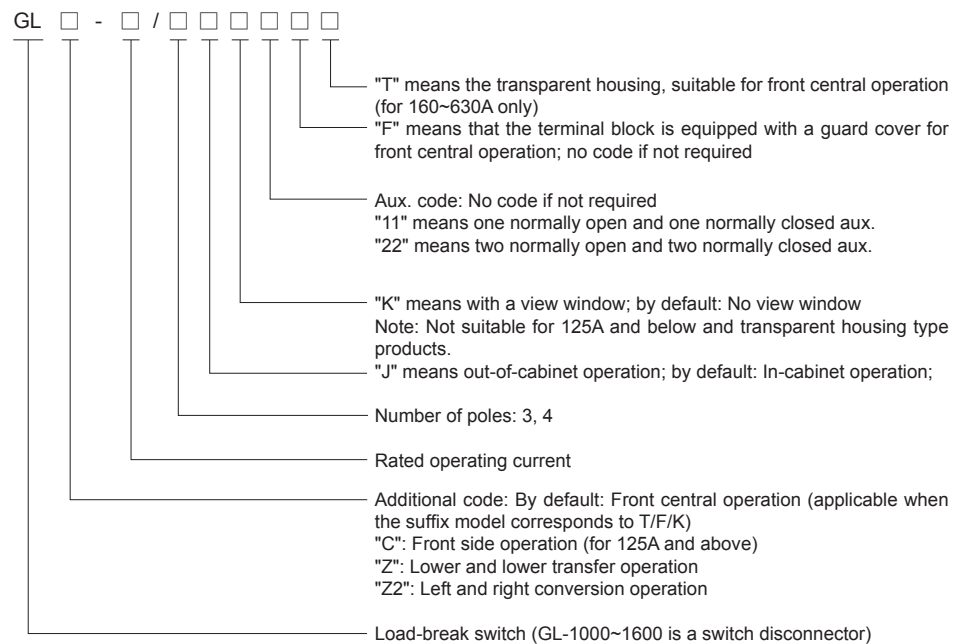 GL □ - □ / □ □ □ □ □ □
"T" means the transparent housing, suitable for front central operation
(for 160~630A only)
"F" means that the terminal block is equipped with a guard cover for
front central operation; no code if not required
Aux. code: No code if not required
"11" means one normally open and one normally closed aux.
"22" means two normally open and two normally closed aux.
"K" means with a view window; by default: No view window
Note: Not suitable for 125A and below and transparent housing type
products.
"J" means out-of-cabinet operation; by default: In-cabinet operation;
Number of poles: 3, 4
Rated operating current
Additional code: By default: Front central operation (applicable when
the suffix model corresponds to T/F/K)
"C": Front side operation (for 125A and above)
"Z": Lower and lower transfer operation
"Z2": Left and right conversion operation
Load-break switch (GL-1000~1600 is a switch disconnector)